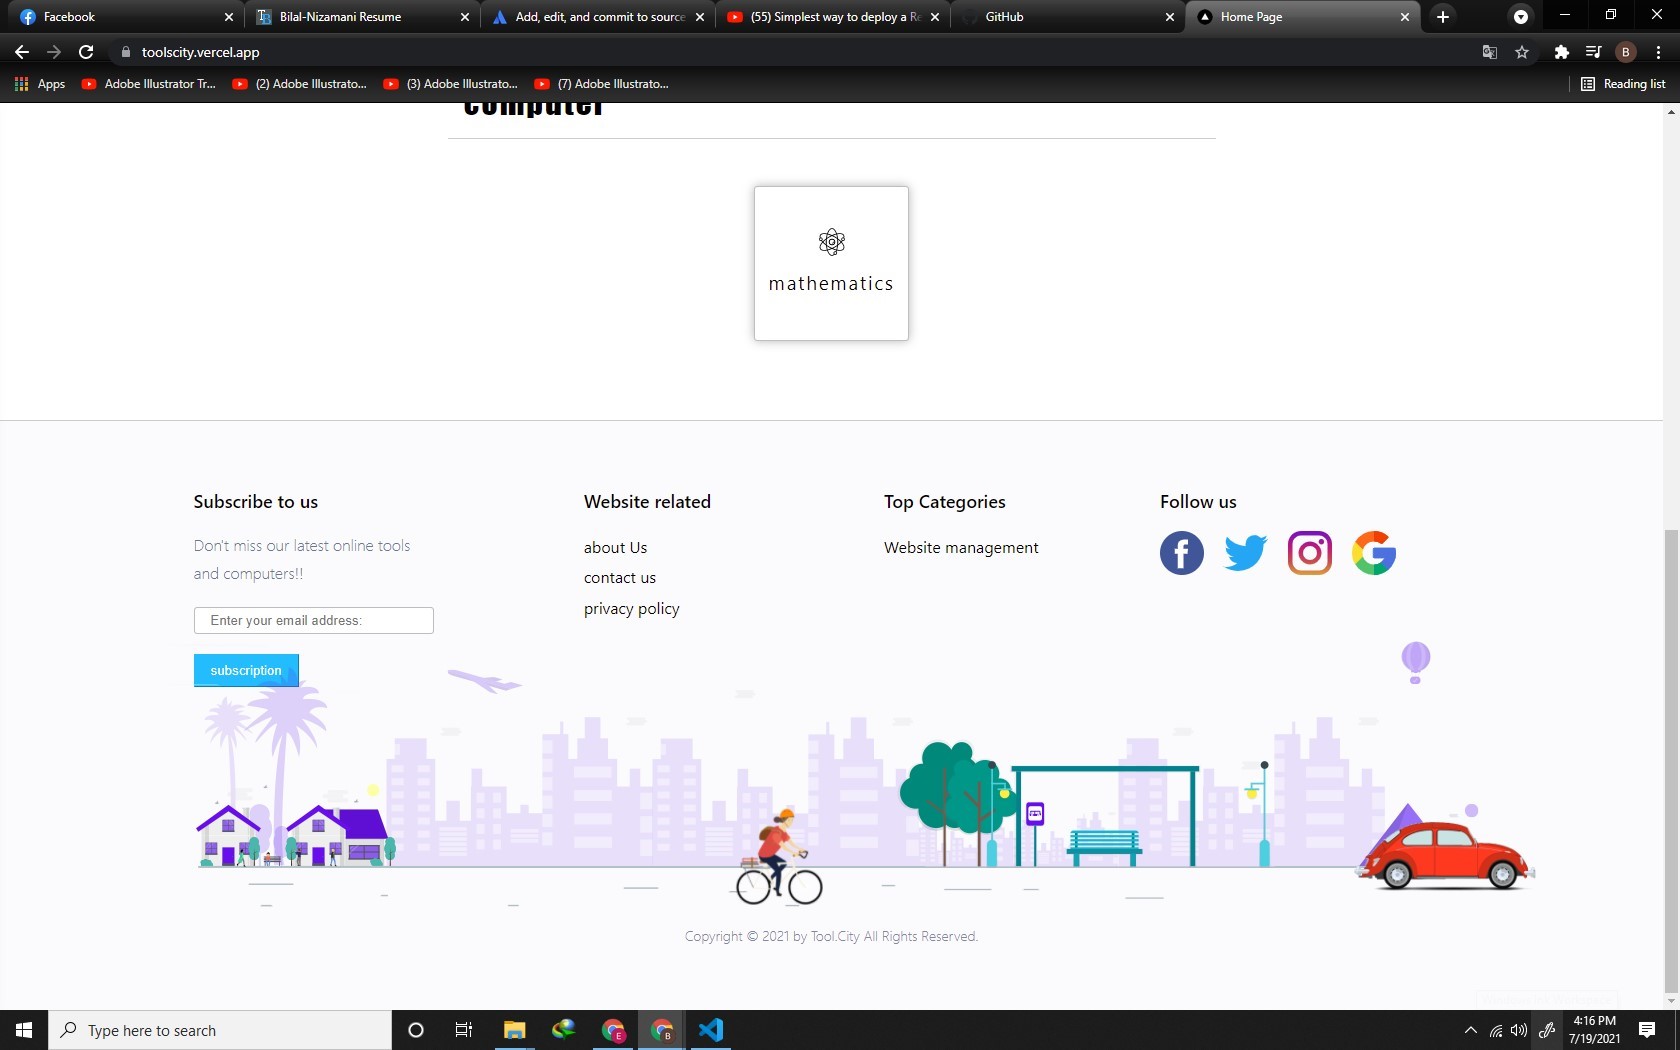 Facebook
Bilal-Nizamani Resume
Add, edit, and commit to source
(55) Simplest way to deploy a Re
GitHub
Home Page
toolscity.vercel.app
B
Apps
Adobe Illustrator Tr...
(2) Adobe Illustrato...
(3) Adobe Illustrato...
(7) Adobe Illustrato...
Reading list
Computer
mathematics
Subscribe to us
Website related
Top Categories
Follow us
Don't miss our latest online tools
and computers!!
about Us
Website management
contact us
privacy policy
Enter your email address:
subscription
Copyright © 2021 by Tool.City All Rights Reserved.
Type here to search
E
B
4:16 PM
7/19/2021